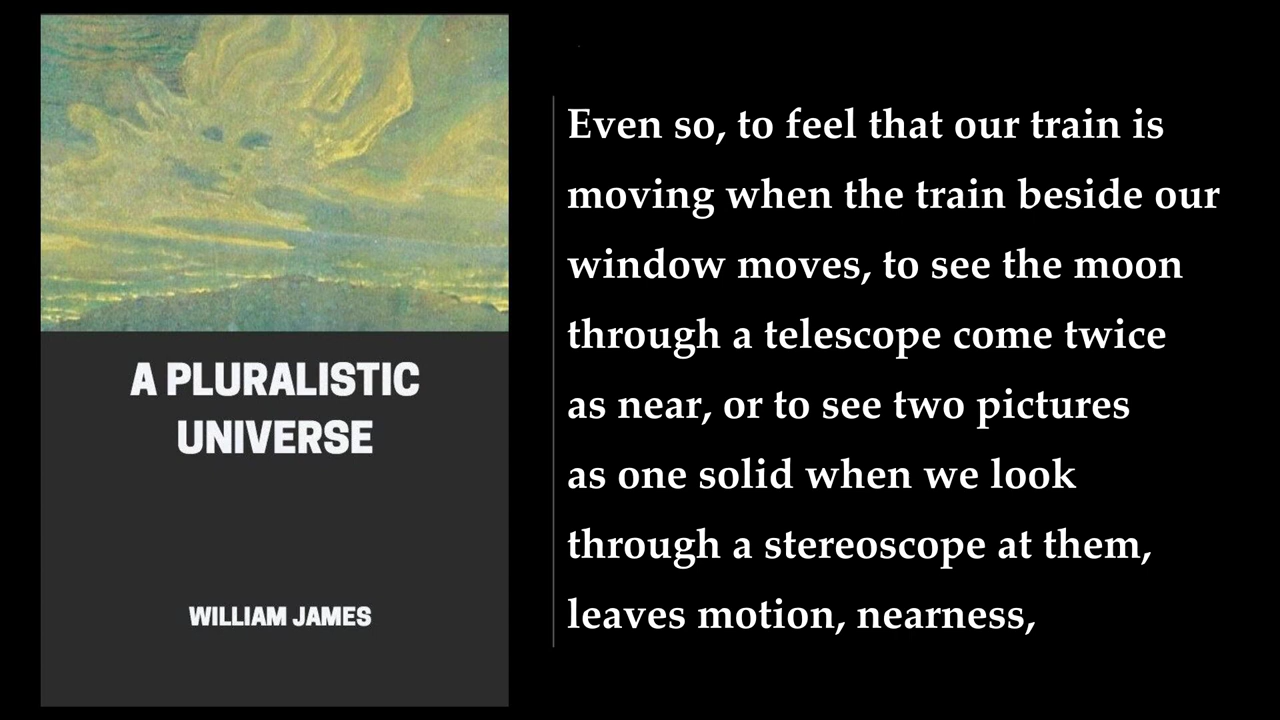 A PLURALISTIC
UNIVERSE
WILLIAM JAMES
Even so, to feel that our train is
moving when the train beside our
window moves, to see the moon
through a telescope come twice
as near, or to see two pictures
as one solid when we look
through a stereoscope at them,
leaves motion, nearness,